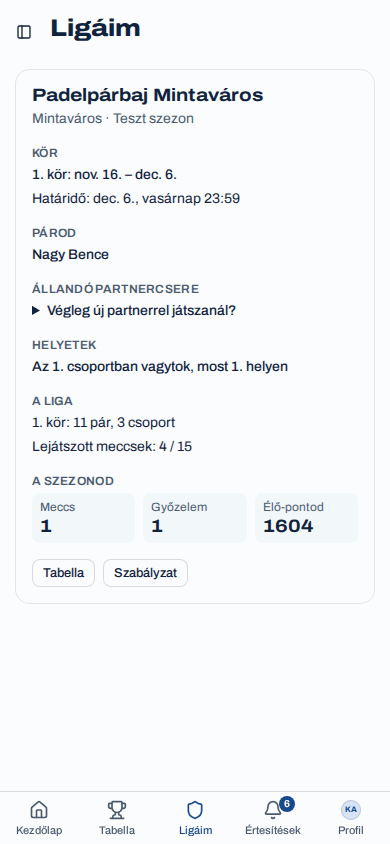 Ligáim
Padelpárbaj Mintaváros
Mintaváros · Teszt szezon
KÖR
1. kör: nov. 16. – dec. 6.
Határidő: dec. 6., vasárnap 23:59
PÁROD
Nagy Bence
ÁLLANDÓ PARTNERCSERE
Végleg új partnerrel játszanál?
HELYETEK
Az 1. csoportban vagytok, most 1. helyen
A LIGA
1. kör: 11 pár, 3 csoport
Lejátszott meccsek: 4 / 15
A SZEZONOD
Meccs Győzelem Élő-pontod
1 1 1604
Tabella Szabályzat
6 KA
Kezdőlap Tabella Ligáim Értesítések Profil